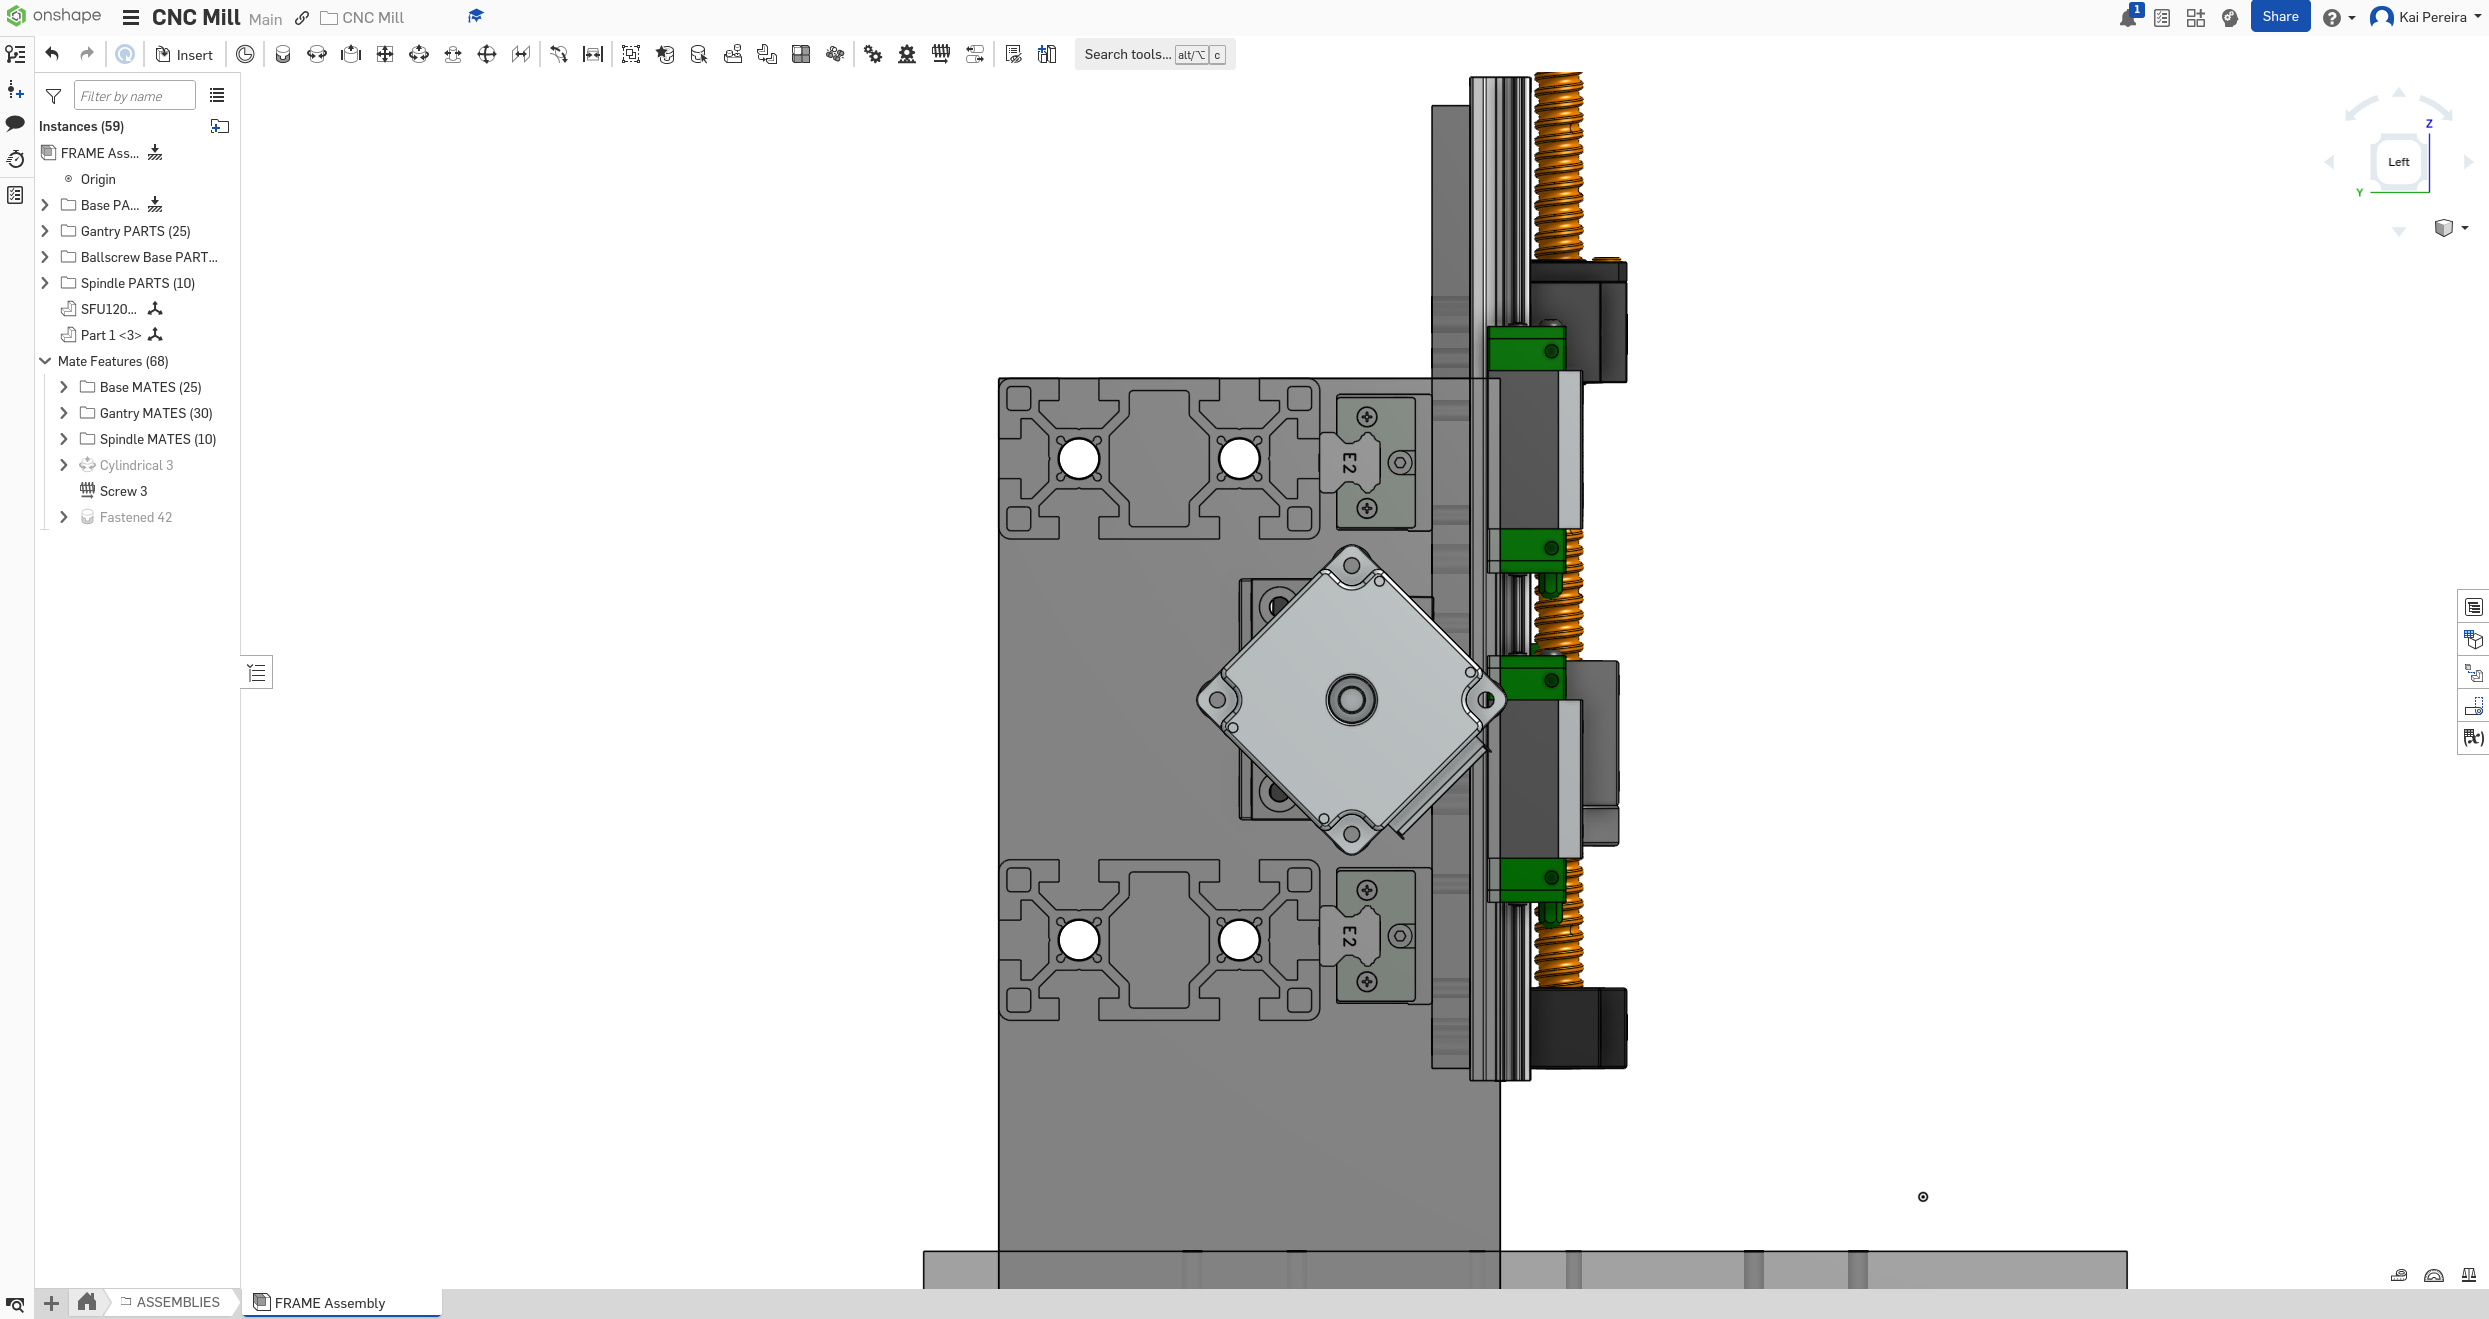 onshape
CNC Mill Main CNC Mill
1
Share
Kai Pereira
Insert
Search tools... alt/⌥ c
Filter by name
Instances (59)
FRAME Ass...
Origin
Base PA...
Gantry PARTS (25)
Ballscrew Base PART...
Spindle PARTS (10)
SFU120...
Part 1 <3>
Mate Features (68)
Base MATES (25)
Gantry MATES (30)
Spindle MATES (10)
Cylindrical 3
Screw 3
Fastened 42
Z
Left
Y
E2
E2
(x)
ASSEMBLIES
FRAME Assembly